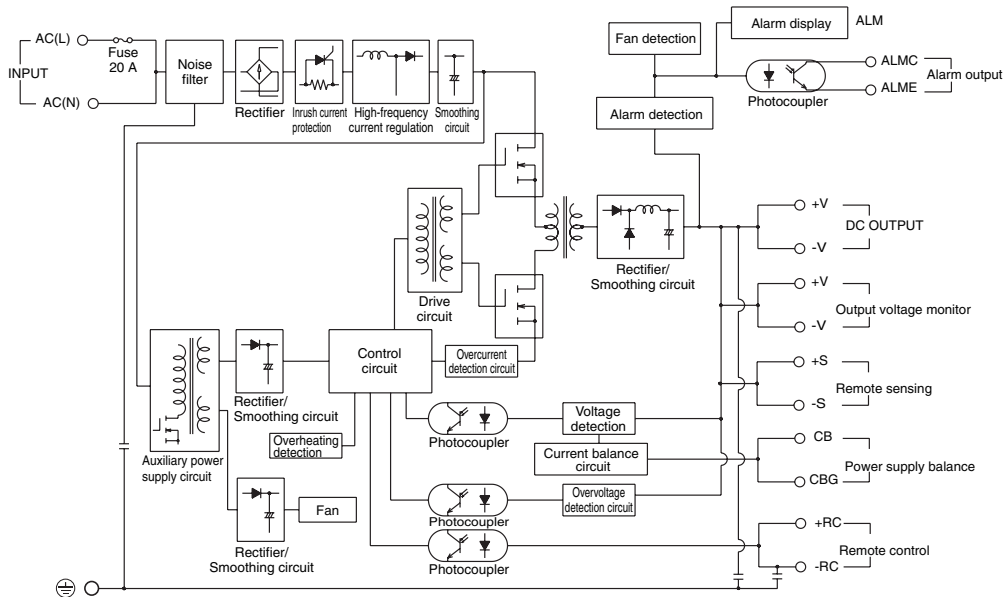 AC(L)
Fuse
20 A
INPUT
AC(N)
Noise
filter
Rectifier
Inrush current
protection
High-frequency
current regulation
Smoothing
circuit
Fan detection
Alarm display
ALM
ALMC
ALME
Alarm output
Photocoupler
Alarm detection
Drive
circuit
Rectifier/
Smoothing circuit
+V
DC OUTPUT
-V
+V
Output voltage monitor
-V
+S
Remote sensing
-S
CB
Power supply balance
CBG
+RC
Remote control
-RC
Control
circuit
Overcurrent
detection circuit
Auxiliary power
supply circuit
Rectifier/
Smoothing circuit
Overheating
detection
Photocoupler
Voltage
detection
Current balance
circuit
Photocoupler
Overvoltage
detection circuit
Photocoupler
Fan
Rectifier/
Smoothing circuit